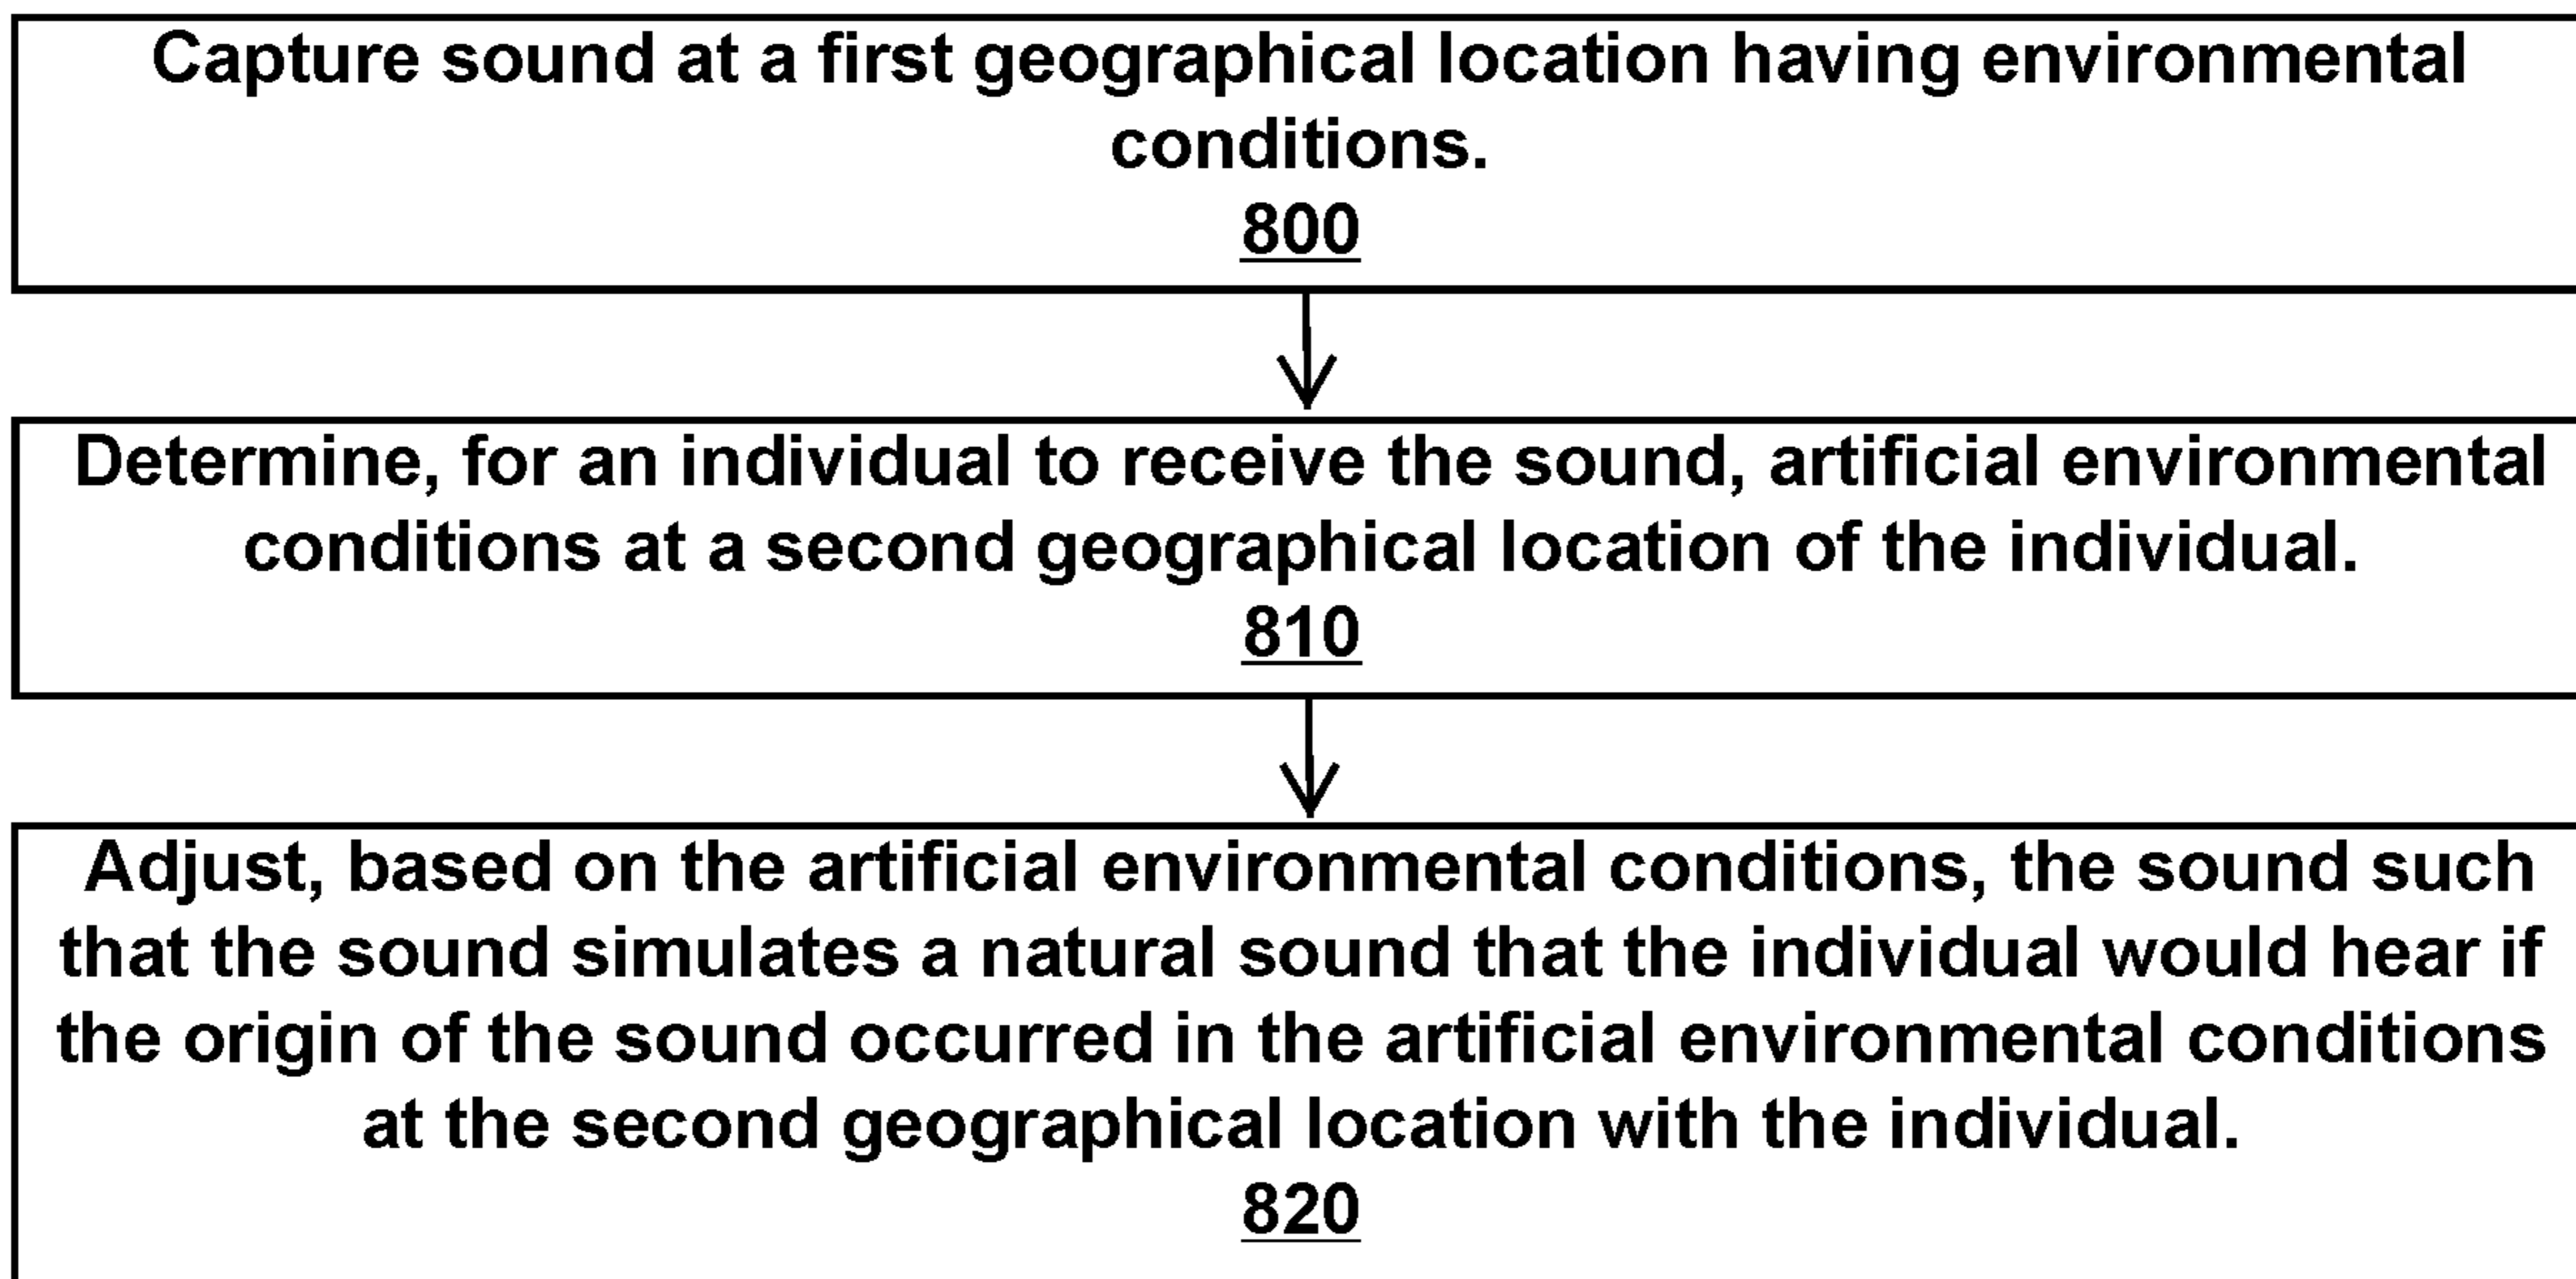 Capture sound at a first geographical location having environmental
conditions.
800
Determine, for an individual to receive the sound, artificial environmental
conditions at a second geographical location of the individual.
810
Adjust, based on the artificial environmental conditions, the sound such
that the sound simulates a natural sound that the individual would hear if
the origin of the sound occurred in the artificial environmental conditions
at the second geographical location with the individual.
820